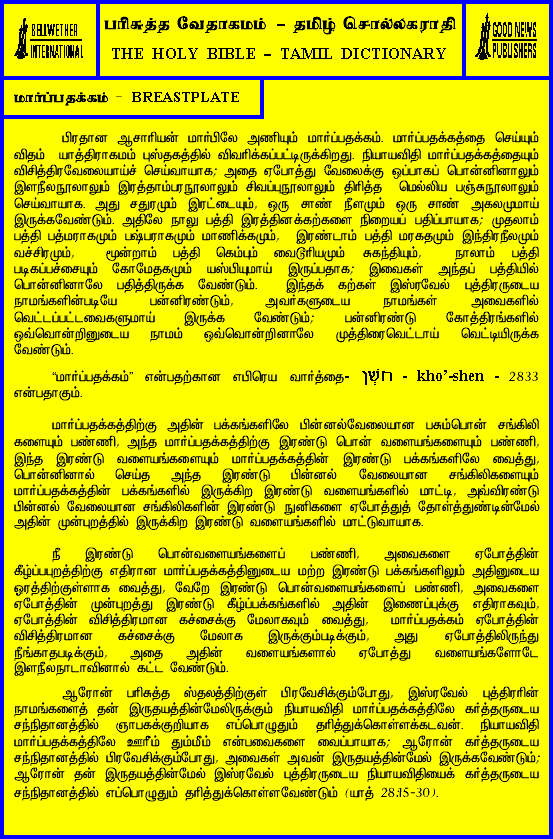 BELLWETHER
INTERNATIONAL
பரிசுத்த வேதாகமம் – தமிழ் சொல்லகராதி
THE HOLY BIBLE – TAMIL DICTIONARY
GOOD NEWS
PUBLISHERS
மார்ப்பதக்கம் – BREASTPLATE
பிரதான ஆசாரியன் மார்பிலே அணியும் மார்ப்பதக்கம். மார்ப்பதக்கத்தை செய்யும்
விதம் யாத்திராகமம் புஸ்தகத்தில் விவரிக்கப்பட்டிருக்கிறது. நியாயவிதி மார்ப்பதக்கத்தையும்
விசித்திரவேலையாய்ச் செய்வாயாக; அதை ஏபோத்து வேலைக்கு ஒப்பாகப் பொன்னினாலும்
இளநீலநூலாலும் இரத்தாம்பரநூலாலும் சிவப்புநூலாலும் திரித்த மெல்லிய பஞ்சுநூலாலும்
செய்வாயாக. அது சதுரமும் இரட்டையும், ஒரு சாண் நீளமும் ஒரு சாண் அகலமுமாய்
இருக்கவேண்டும். அதிலே நாலு பத்தி இரத்தினக்கற்களை நிறையப் பதிப்பாயாக; முதலாம்
பத்தி பத்மராகமும் புஷ்பராகமும் மாணிக்கமும், இரண்டாம் பத்தி மரகதமும் இந்திரநீலமும்
வச்சிரமும், மூன்றாம் பத்தி கெம்பும் வைடூரியமும் சுகந்தியும், நாலாம் பத்தி
படிகப்பச்சையும் கோமேதகமும் யஸ்பியுமாய் இருப்பதாக; இவைகள் அந்தப் பத்தியில்
பொன்னினாலே பதித்திருக்க வேண்டும். இந்தக் கற்கள் இஸ்ரவேல் புத்திரருடைய
நாமங்களின்படியே பன்னிரண்டும், அவர்களுடைய நாமங்கள் அவைகளில்
வெட்டப்பட்டவைகளுமாய் இருக்க வேண்டும்; பன்னிரண்டு கோத்திரங்களில்
ஒவ்வொன்றினுடைய நாமம் ஒவ்வொன்றினாலே முத்திரைவெட்டாய் வெட்டியிருக்க
வேண்டும்.
“மார்ப்பதக்கம்” என்பதற்கான எபிரெய வார்த்தை- חֹשֶׁן - kho’-shen - 2833
என்பதாகும்.
மார்ப்பதக்கத்திற்கு அதின் பக்கங்களிலே பின்னல்வேலையான பசும்பொன் சங்கிலி
களையும் பண்ணி, அந்த மார்ப்பதக்கத்திற்கு இரண்டு பொன் வளையங்களையும் பண்ணி,
இந்த இரண்டு வளையங்களையும் மார்ப்பதக்கத்தின் இரண்டு பக்கங்களிலே வைத்து,
பொன்னினால் செய்த அந்த இரண்டு பின்னல் வேலையான சங்கிலிகளையும்
மார்ப்பதக்கத்தின் பக்கங்களில் இருக்கிற இரண்டு வளையங்களில் மாட்டி, அவ்விரண்டு
பின்னல் வேலையான சங்கிலிகளின் இரண்டு நுனிகளை ஏபோத்துத் தோள்த்துண்டின்மேல்
அதின் முன்புறத்தில் இருக்கிற இரண்டு வளையங்களில் மாட்டுவாயாக.
நீ இரண்டு பொன்வளையங்களைப் பண்ணி, அவைகளை ஏபோத்தின்
கீழ்ப்புறத்திற்கு எதிரான மார்ப்பதக்கத்தினுடைய மற்ற இரண்டு பக்கங்களிலும் அதினுடைய
ஓரத்திற்குள்ளாக வைத்து, வேறே இரண்டு பொன்வளையங்களைப் பண்ணி, அவைகளை
ஏபோத்தின் முன்புறத்து இரண்டு கீழ்ப்பக்கங்களில் அதின் இணைப்புக்கு எதிராகவும்,
ஏபோத்தின் விசித்திரமான கச்சைக்கு மேலாகவும் வைத்து, மார்ப்பதக்கம் ஏபோத்தின்
விசித்திரமான கச்சைக்கு மேலாக இருக்கும்படிக்கும், அது ஏபோத்திலிருந்து
நீங்காதபடிக்கும், அதை அதின் வளையங்களால் ஏபோத்து வளையங்களோடே
இளநீலநாடாவினால் கட்ட வேண்டும்.
ஆரோன் பரிசுத்த ஸ்தலத்திற்குள் பிரவேசிக்கும்போது, இஸ்ரவேல் புத்திரரின்
நாமங்களைத் தன் இருதயத்தின்மேலிருக்கும் நியாயவிதி மார்ப்பதக்கத்திலே கர்த்தருடைய
சந்நிதானத்தில் ஞாபகக்குறியாக எப்பொழுதும் தரித்துக்கொள்ளக்கடவன். நியாயவிதி
மார்ப்பதக்கத்திலே ஊரீம் தும்மீம் என்பவைகளை வைப்பாயாக; ஆரோன் கர்த்தருடைய
சந்நிதானத்தில் பிரவேசிக்கும்போது, அவைகள் அவன் இருதயத்தின்மேல் இருக்கவேண்டும்;
ஆரோன் தன் இருதயத்தின்மேல் இஸ்ரவேல் புத்திரருடைய நியாயவிதியைக் கர்த்தருடைய
சந்நிதானத்தில் எப்பொழுதும் தரித்துக்கொள்ளவேண்டும் (யாத் 28:15-30).